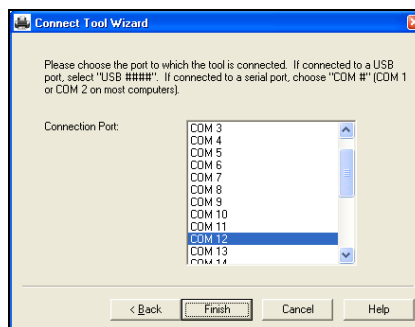 Connect Tool Wizard
Please choose the port to which the tool is connected. If connected to a USB
port, select "USB ####". If connected to a serial port, choose "COM #" (COM 1
or COM 2 on most computers).
Connection Port:
COM 3
COM 4
COM 5
COM 6
COM 7
COM 8
COM 9
COM 10
COM 11
COM 12
COM 13
COM 14
< Back
Finish
Cancel
Help